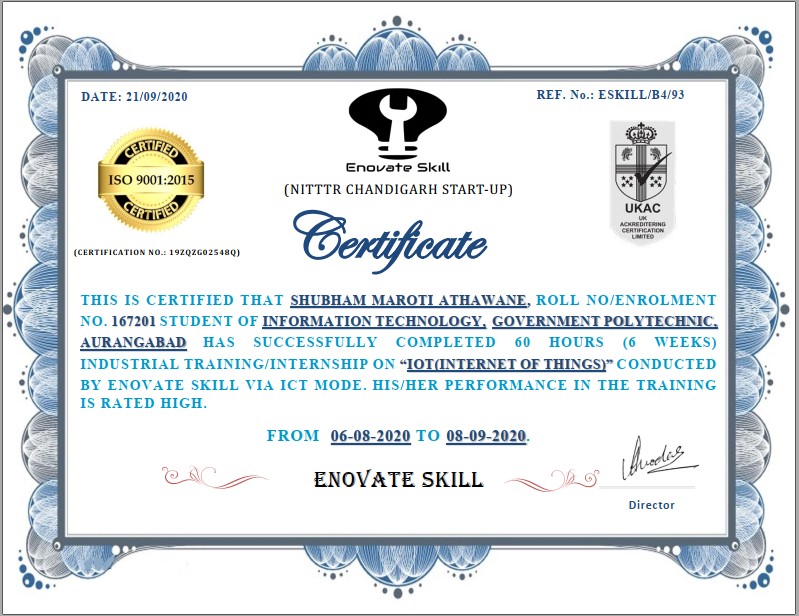 DATE: 21/09/2020
REF. No.: ESKILL/B4/93
CERTIFIED
ISO 9001:2015
CERTIFIED
Enovate Skill
(NITTTR CHANDIGARH START-UP)
UKAC
UK
ACKREDITERING
CERTIFICATION
LIMITED
(CERTIFICATION NO.: 19ZQZG02548Q)
Certificate
THIS IS CERTIFIED THAT SHUBHAM MAROTI ATHAWANE, ROLL NO/ENROLMENT
NO. 167201 STUDENT OF INFORMATION TECHNOLOGY, GOVERNMENT POLYTECHNIC,
AURANGABAD HAS SUCCESSFULLY COMPLETED 60 HOURS (6 WEEKS)
INDUSTRIAL TRAINING/INTERNSHIP ON “IOT(INTERNET OF THINGS)” CONDUCTED
BY ENOVATE SKILL VIA ICT MODE. HIS/HER PERFORMANCE IN THE TRAINING
IS RATED HIGH.
FROM 06-08-2020 TO 08-09-2020.
ENOVATE SKILL
Director